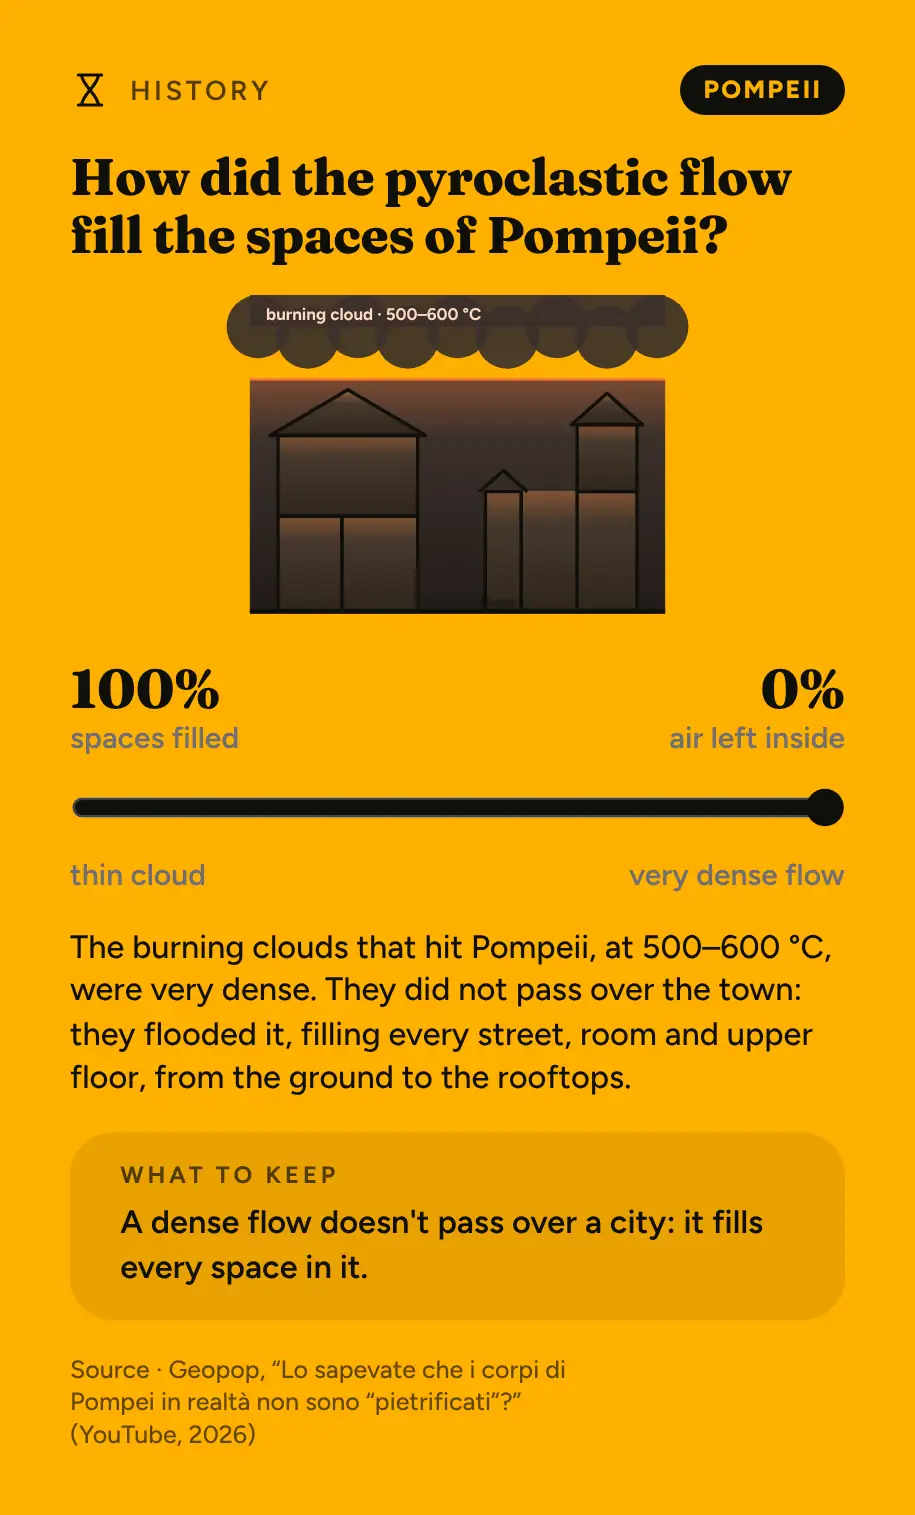 HISTORY
POMPEII
How did the pyroclastic flow
fill the spaces of Pompeii?
burning cloud · 500–600 °C
100%
spaces filled
0%
air left inside
thin cloud
very dense flow
The burning clouds that hit Pompeii, at 500–600 °C,
were very dense. They did not pass over the town:
they flooded it, filling every street, room and upper
floor, from the ground to the rooftops.
WHAT TO KEEP
A dense flow doesn't pass over a city: it fills
every space in it.
Source · Geopop, “Lo sapevate che i corpi di
Pompei in realtà non sono “pietrificati”?”
(YouTube, 2026)